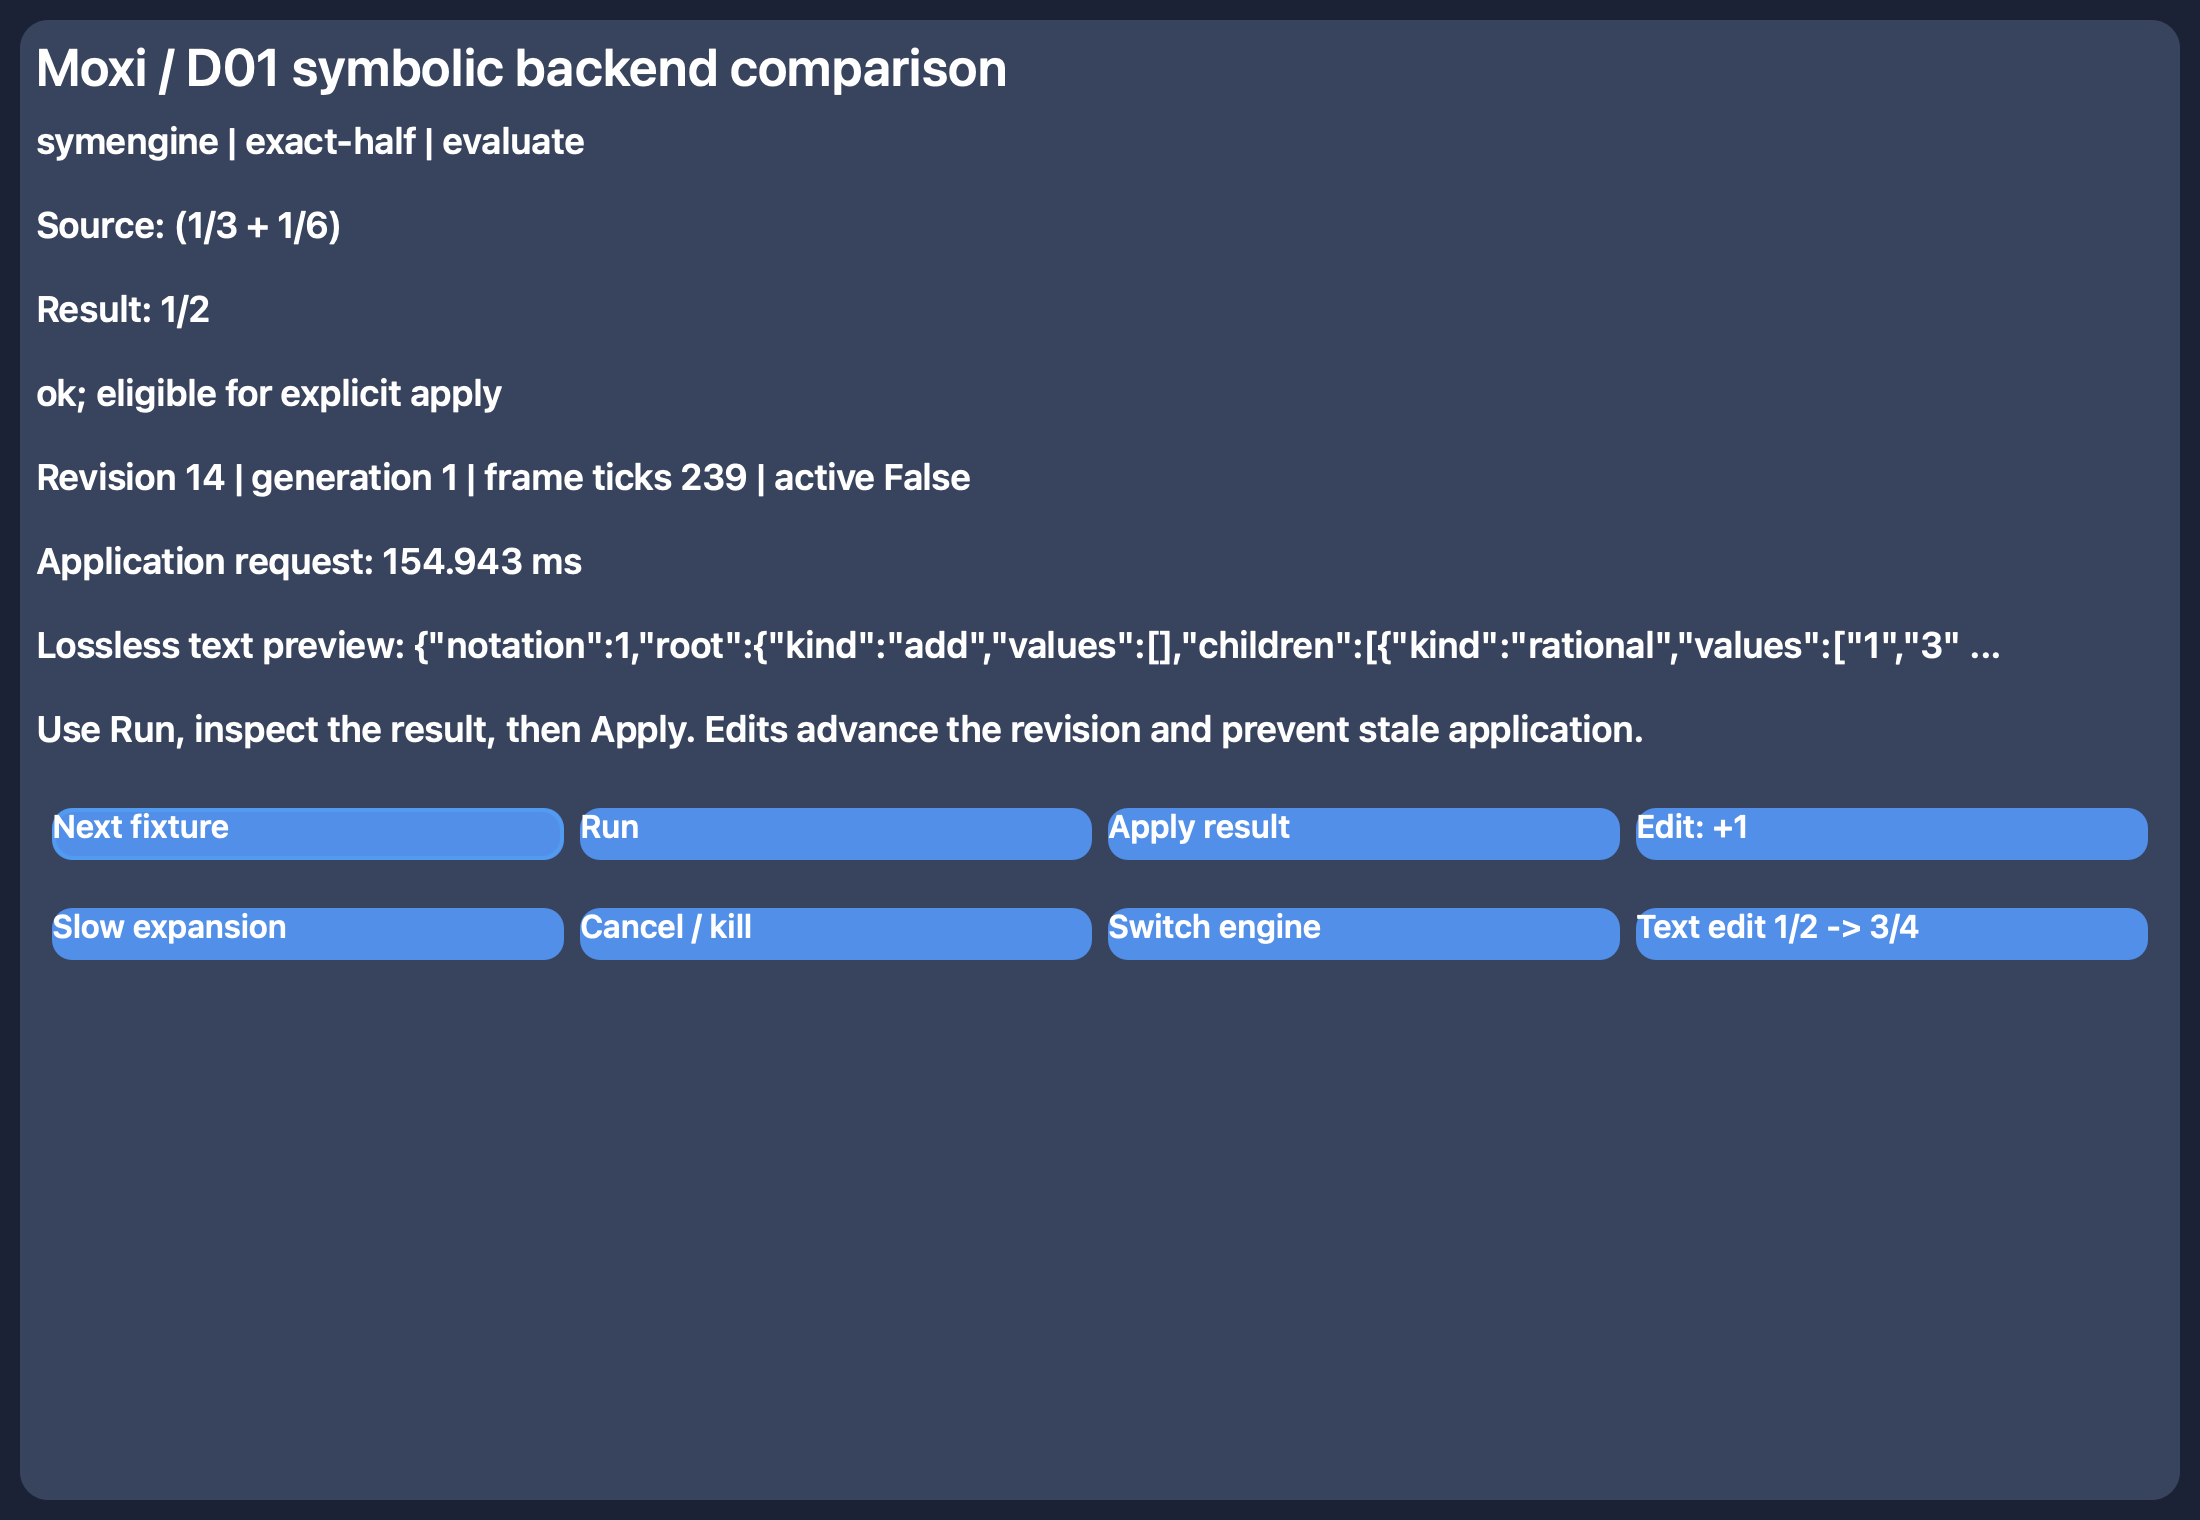 Moxi / D01 symbolic backend comparison
symengine | exact-half | evaluate
Source: (1/3 + 1/6)
Result: 1/2
ok; eligible for explicit apply
Revision 14 | generation 1 | frame ticks 239 | active False
Application request: 154.943 ms
Lossless text preview: {"notation":1,"root":{"kind":"add","values":[],"children":[{"kind":"rational","values":["1","3" ...
Use Run, inspect the result, then Apply. Edits advance the revision and prevent stale application.
Next fixture
Run
Apply result
Edit: +1
Slow expansion
Cancel / kill
Switch engine
Text edit 1/2 -> 3/4